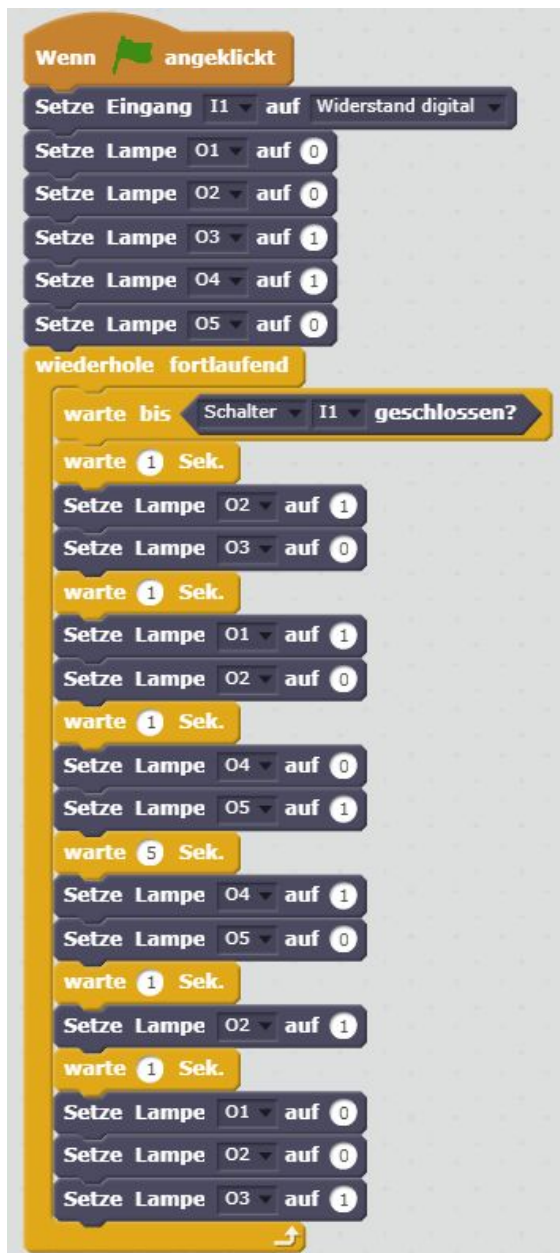 Wenn angeklickt
Setze Eingang I1 auf Widerstand digital
Setze Lampe O1 auf 0
Setze Lampe O2 auf 0
Setze Lampe O3 auf 1
Setze Lampe O4 auf 1
Setze Lampe O5 auf 0
wiederhole fortlaufend
warte bis Schalter I1 geschlossen?
warte 1 Sek.
Setze Lampe O2 auf 1
Setze Lampe O3 auf 0
warte 1 Sek.
Setze Lampe O1 auf 1
Setze Lampe O2 auf 0
warte 1 Sek.
Setze Lampe O4 auf 0
Setze Lampe O5 auf 1
warte 5 Sek.
Setze Lampe O4 auf 1
Setze Lampe O5 auf 0
warte 1 Sek.
Setze Lampe O2 auf 1
warte 1 Sek.
Setze Lampe O1 auf 0
Setze Lampe O2 auf 0
Setze Lampe O3 auf 1